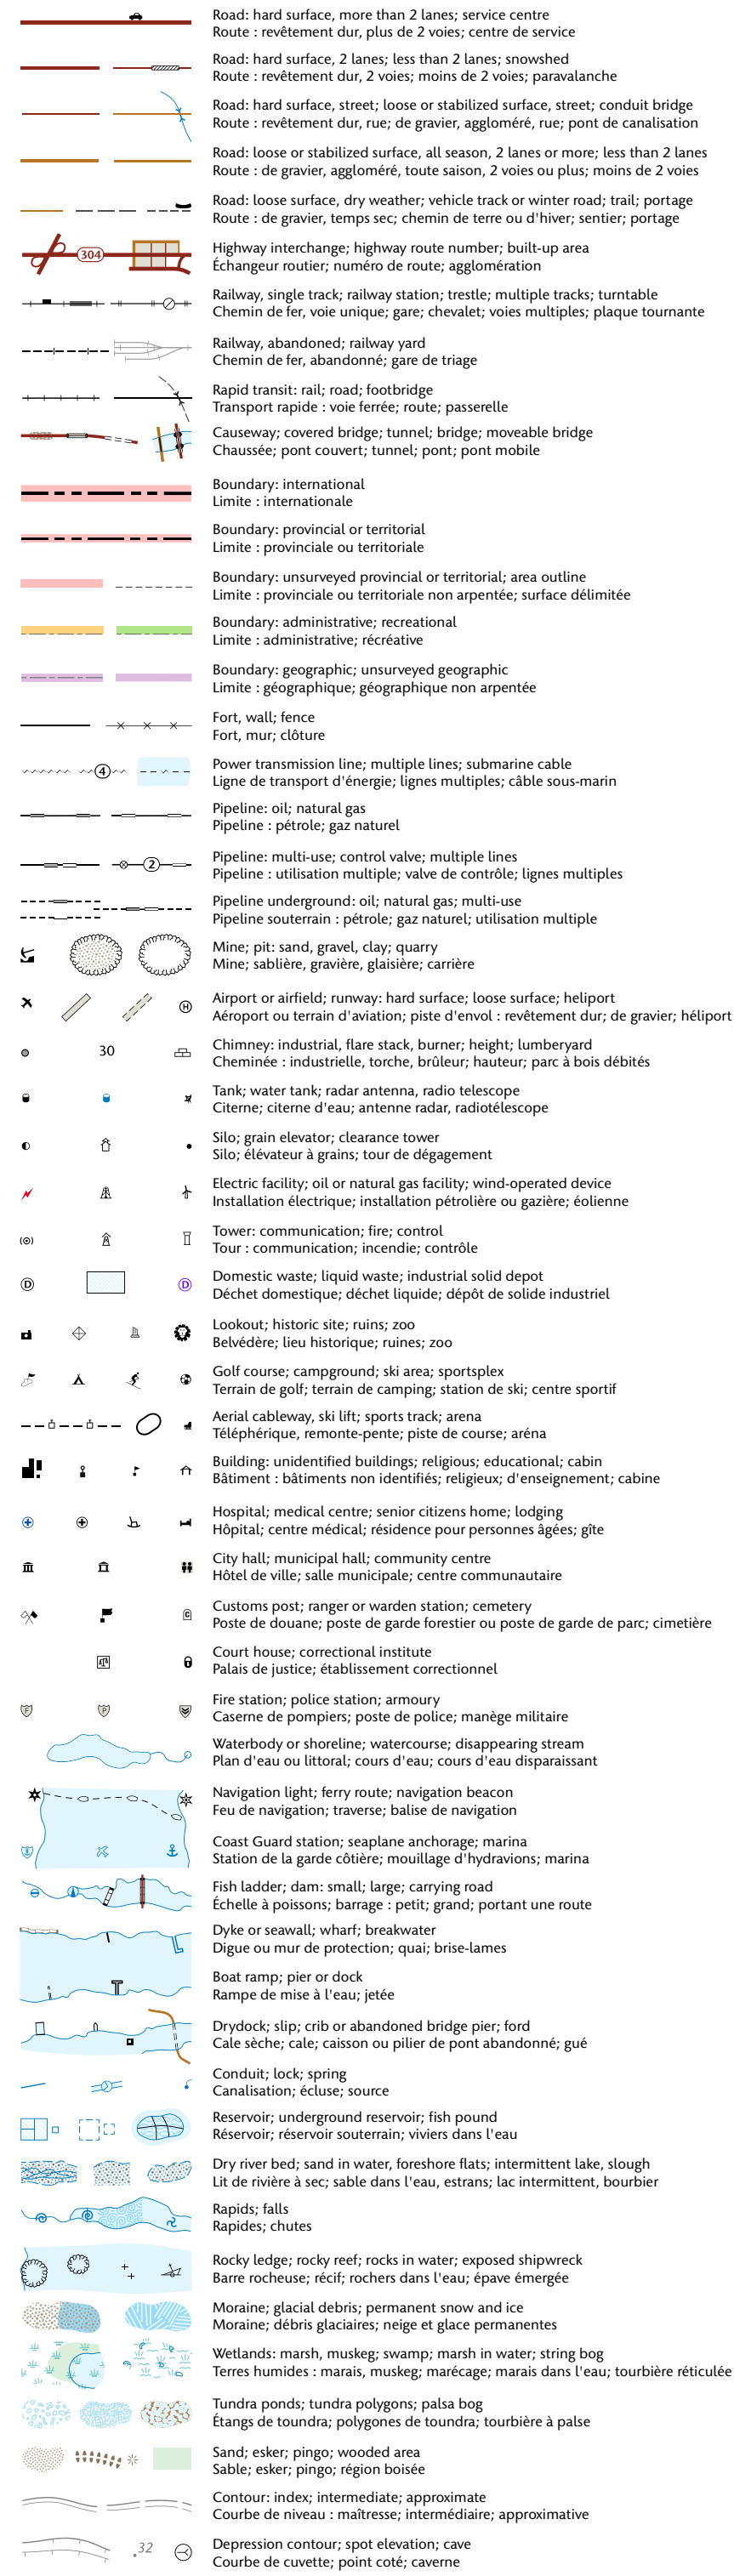 Road: hard surface, more than 2 lanes; service centre
Route : revêtement dur, plus de 2 voies; centre de service
Road: hard surface, 2 lanes; less than 2 lanes; snowshed
Route : revêtement dur, 2 voies; moins de 2 voies; paravalanche
Road: hard surface, street; loose or stabilized surface, street; conduit bridge
Route : revêtement dur, rue; de gravier, aggloméré, rue; pont de canalisation
Road: loose or stabilized surface, all season, 2 lanes or more; less than 2 lanes
Route : de gravier, aggloméré, toute saison, 2 voies ou plus; moins de 2 voies
Road: loose surface, dry weather; vehicle track or winter road; trail; portage
Route : de gravier, temps sec; chemin de terre ou d'hiver; sentier; portage
304
Highway interchange; highway route number; built-up area
Échangeur routier; numéro de route; agglomération
Railway, single track; railway station; trestle; multiple tracks; turntable
Chemin de fer, voie unique; gare; chevalet; voies multiples; plaque tournante
Railway, abandoned; railway yard
Chemin de fer, abandonné; gare de triage
Rapid transit: rail; road; footbridge
Transport rapide : voie ferrée; route; passerelle
Causeway; covered bridge; tunnel; bridge; moveable bridge
Chaussée; pont couvert; tunnel; pont; pont mobile
Boundary: international
Limite : internationale
Boundary: provincial or territorial
Limite : provinciale ou territoriale
Boundary: unsurveyed provincial or territorial; area outline
Limite : provinciale ou territoriale non arpentée; surface délimitée
Boundary: administrative; recreational
Limite : administrative; récréative
Boundary: geographic; unsurveyed geographic
Limite : géographique; géographique non arpentée
Fort, wall; fence
Fort, mur; clôture
4
Power transmission line; multiple lines; submarine cable
Ligne de transport d'énergie; lignes multiples; câble sous-marin
Pipeline: oil; natural gas
Pipeline : pétrole; gaz naturel
2
Pipeline: multi-use; control valve; multiple lines
Pipeline : utilisation multiple; valve de contrôle; lignes multiples
Pipeline underground: oil; natural gas; multi-use
Pipeline souterrain : pétrole; gaz naturel; utilisation multiple
Mine; pit: sand, gravel, clay; quarry
Mine; sablière, gravière, glaisière; carrière
H
Airport or airfield; runway: hard surface; loose surface; heliport
Aéroport ou terrain d'aviation; piste d'envol : revêtement dur; de gravier; héliport
30
Chimney: industrial, flare stack, burner; height; lumberyard
Cheminée : industrielle, torche, brûleur; hauteur; parc à bois débités
Tank; water tank; radar antenna, radio telescope
Citerne; citerne d'eau; antenne radar, radiotélescope
Silo; grain elevator; clearance tower
Silo; élévateur à grains; tour de dégagement
Electric facility; oil or natural gas facility; wind-operated device
Installation électrique; installation pétrolière ou gazière; éolienne
Tower: communication; fire; control
Tour : communication; incendie; contrôle
D D
Domestic waste; liquid waste; industrial solid depot
Déchet domestique; déchet liquide; dépôt de solide industriel
Lookout; historic site; ruins; zoo
Belvédère; lieu historique; ruines; zoo
Golf course; campground; ski area; sportsplex
Terrain de golf; terrain de camping; station de ski; centre sportif
Aerial cableway, ski lift; sports track; arena
Téléphérique, remonte-pente; piste de course; aréna
Building: unidentified buildings; religious; educational; cabin
Bâtiment : bâtiments non identifiés; religieux; d'enseignement; cabine
Hospital; medical centre; senior citizens home; lodging
Hôpital; centre médical; résidence pour personnes âgées; gîte
City hall; municipal hall; community centre
Hôtel de ville; salle municipale; centre communautaire
C
Customs post; ranger or warden station; cemetery
Poste de douane; poste de garde forestier ou poste de garde de parc; cimetière
Court house; correctional institute
Palais de justice; établissement correctionnel
F P
Fire station; police station; armoury
Caserne de pompiers; poste de police; manège militaire
Waterbody or shoreline; watercourse; disappearing stream
Plan d'eau ou littoral; cours d'eau; cours d'eau disparaissant
Navigation light; ferry route; navigation beacon
Feu de navigation; traverse; balise de navigation
Coast Guard station; seaplane anchorage; marina
Station de la garde côtière; mouillage d'hydravions; marina
Fish ladder; dam: small; large; carrying road
Échelle à poissons; barrage : petit; grand; portant une route
Dyke or seawall; wharf; breakwater
Digue ou mur de protection; quai; brise-lames
Boat ramp; pier or dock
Rampe de mise à l'eau; jetée
Drydock; slip; crib or abandoned bridge pier; ford
Cale sèche; cale; caisson ou pilier de pont abandonné; gué
Conduit; lock; spring
Canalisation; écluse; source
Reservoir; underground reservoir; fish pound
Réservoir; réservoir souterrain; viviers dans l'eau
Dry river bed; sand in water, foreshore flats; intermittent lake, slough
Lit de rivière à sec; sable dans l'eau, estrans; lac intermittent, bourbier
Rapids; falls
Rapides; chutes
Rocky ledge; rocky reef; rocks in water; exposed shipwreck
Barre rocheuse; récif; rochers dans l'eau; épave émergée
Moraine; glacial debris; permanent snow and ice
Moraine; débris glaciaires; neige et glace permanentes
Wetlands: marsh, muskeg; swamp; marsh in water; string bog
Terres humides : marais, muskeg; marécage; marais dans l'eau; tourbière réticulée
Tundra ponds; tundra polygons; palsa bog
Étangs de toundra; polygones de toundra; tourbière à palse
Sand; esker; pingo; wooded area
Sable; esker; pingo; région boisée
Contour: index; intermediate; approximate
Courbe de niveau : maîtresse; intermédiaire; approximative
32
Depression contour; spot elevation; cave
Courbe de cuvette; point coté; caverne